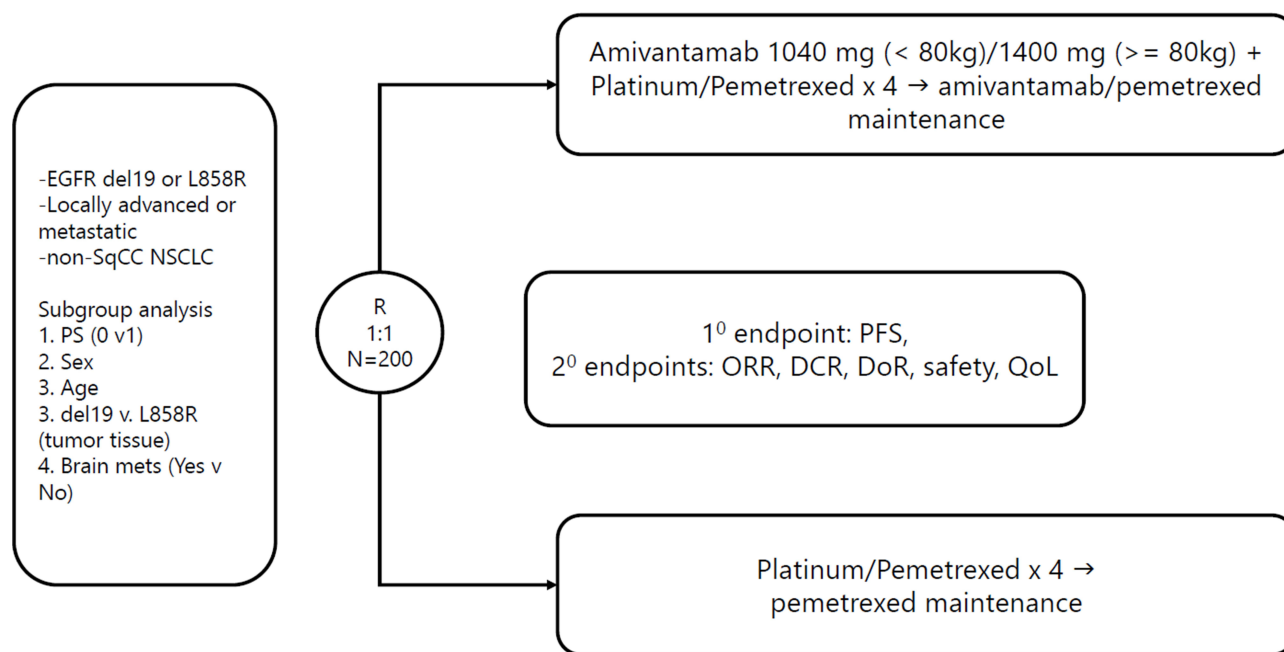 -EGFR del19 or L858R
-Locally advanced or
metastatic
-non-SqCC NSCLC
Subgroup analysis
1. PS (0 v1)
2. Sex
3. Age
3. del19 v. L858R
(tumor tissue)
4. Brain mets (Yes v
No)
R
1:1
N=200
Amivantamab 1040 mg (< 80kg)/1400 mg (>= 80kg) +
Platinum/Pemetrexed x 4 → amivantamab/pemetrexed
maintenance
1⁰ endpoint: PFS,
2⁰ endpoints: ORR, DCR, DoR, safety, QoL
Platinum/Pemetrexed x 4 →
pemetrexed maintenance